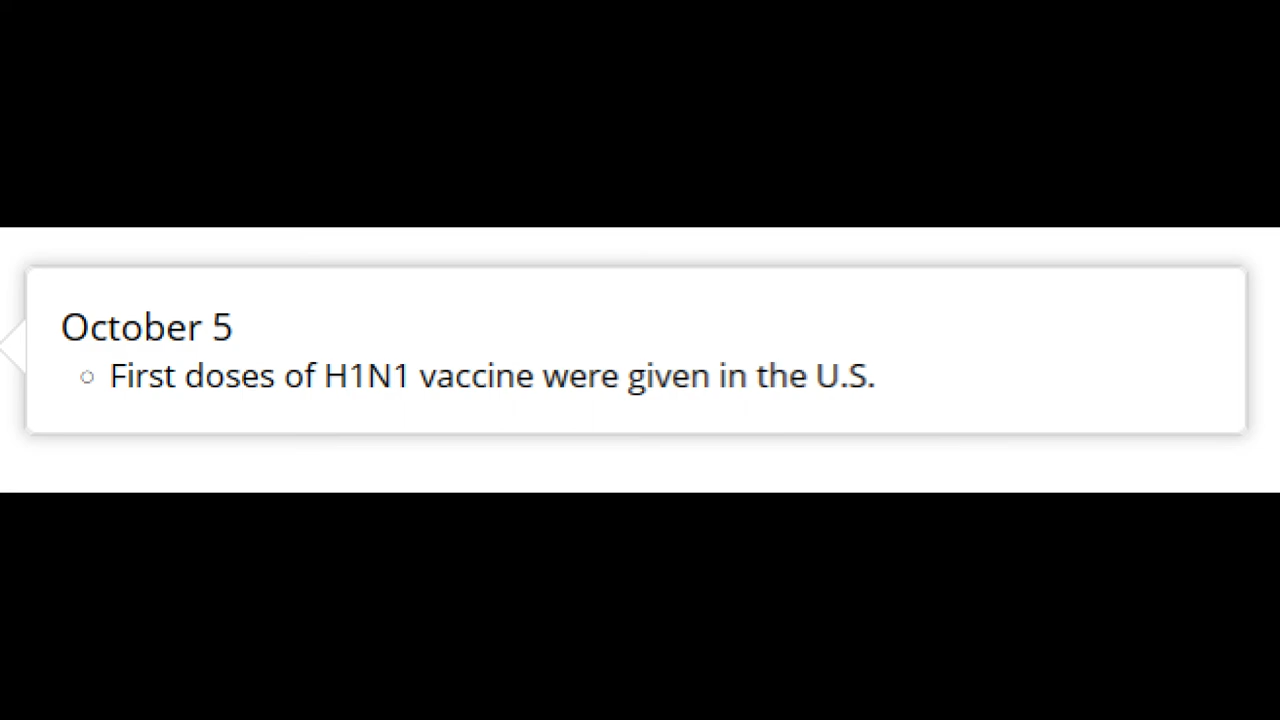 October 5
First doses of H1N1 vaccine were given in the U.S.